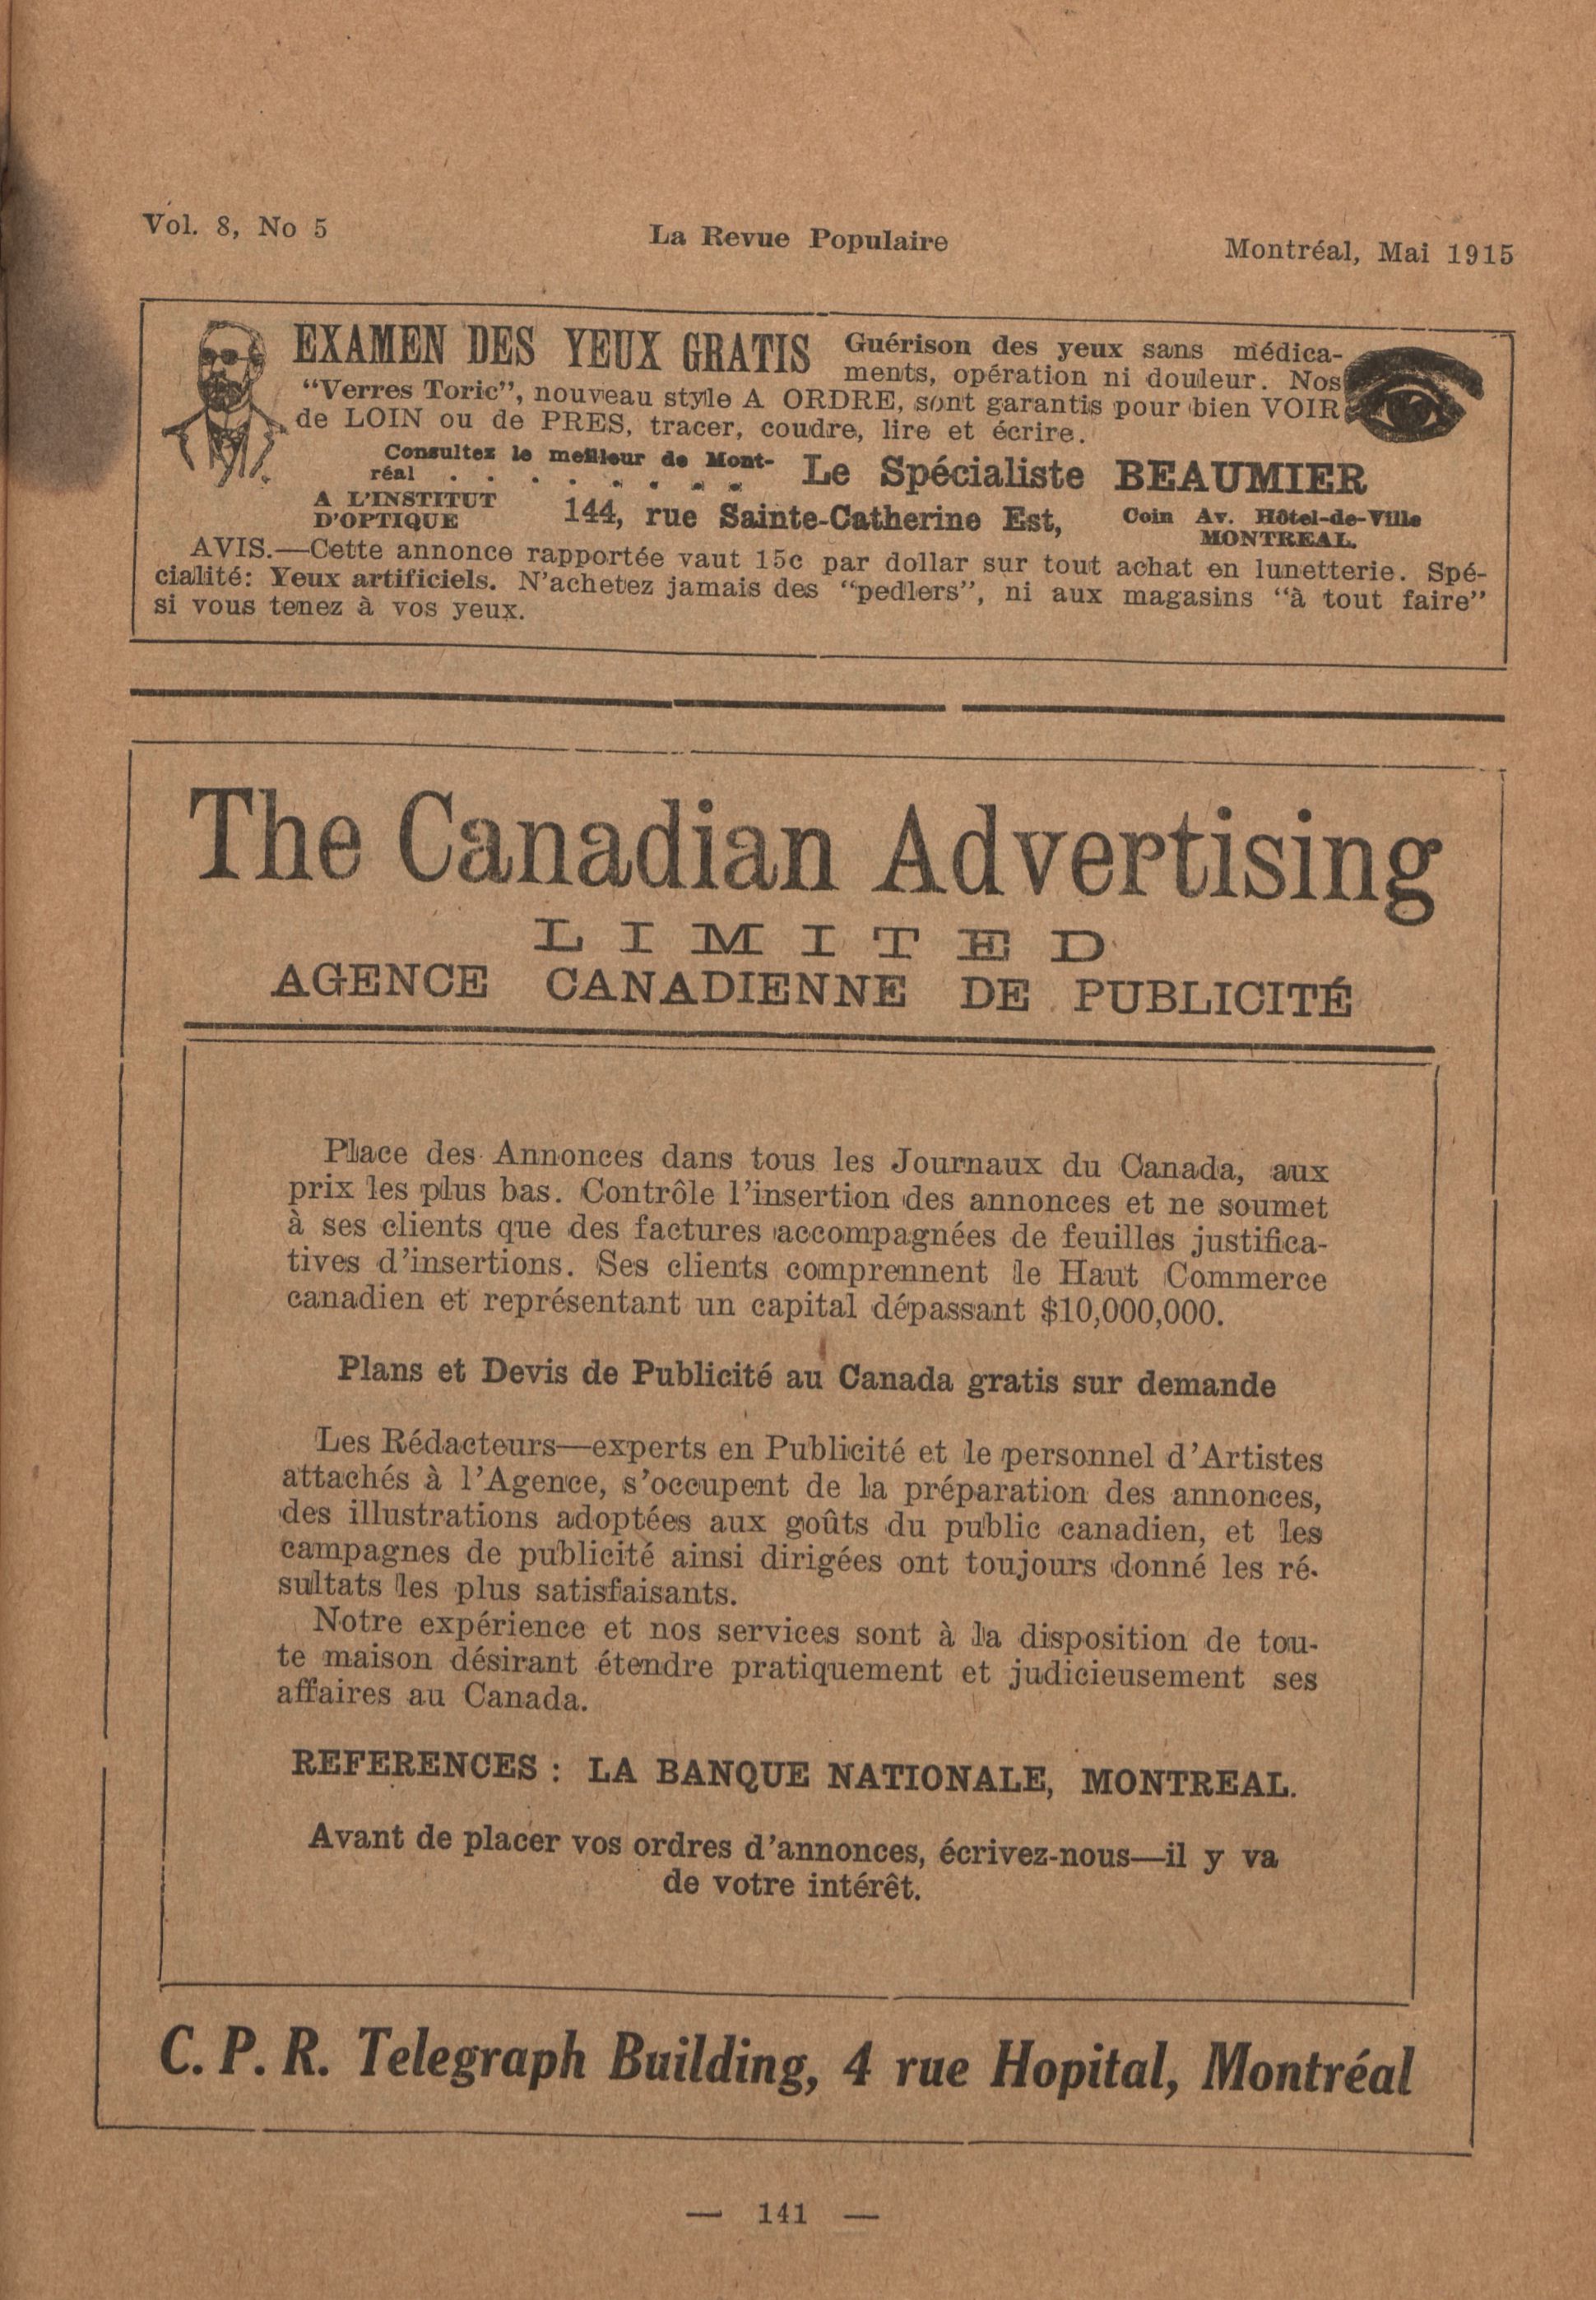 Vol. 8, No 5
La Revue Populaire
Montréal, Mai 1915
EXAMEN DES YEUX GRATIS Guérison des yeux sans médica-
ments, opération ni douleur. Nos
"Verres Toric", nouveau style A ORDRE, sont garantis pour bien VOIR
de LOIN ou de PRES, tracer, coudre, lire et écrire.
Consultez le meilleur de Mont-
réal . . . . . . . .
Le Spécialiste BEAUMIER
A L'INSTITUT
D'OPTIQUE
144, rue Sainte-Catherine Est,
Coin Av. Hôtel-de-Ville
MONTREAL.
AVIS.—Cette annonce rapportée vaut 15c par dollar sur tout achat en lunetterie. Spé-
cialité: Yeux artificiels. N'achetez jamais des "pedlers", ni aux magasins "à tout faire"
si vous tenez à vos yeux.
The Canadian Advertising
LIMITED
AGENCE CANADIENNE DE PUBLICITÉ
Place des Annonces dans tous les Journaux du Canada, aux
prix les plus bas. Contrôle l'insertion des annonces et ne soumet
à ses clients que des factures accompagnées de feuilles justifica-
tives d'insertions. Ses clients comprennent le Haut Commerce
canadien et représentant un capital dépassant $10,000,000.
Plans et Devis de Publicité au Canada gratis sur demande
Les Rédacteurs—experts en Publicité et le personnel d'Artistes
attachés à l'Agence, s'occupent de la préparation des annonces,
des illustrations adoptées aux goûts du public canadien, et les
campagnes de publicité ainsi dirigées ont toujours donné les ré-
sultats les plus satisfaisants.
Notre expérience et nos services sont à la disposition de tou-
te maison désirant étendre pratiquement et judicieusement ses
affaires au Canada.
REFERENCES : LA BANQUE NATIONALE, MONTREAL.
Avant de placer vos ordres d'annonces, écrivez-nous—il y va
de votre intérêt.
C. P. R. Telegraph Building, 4 rue Hopital, Montréal
— 141 —